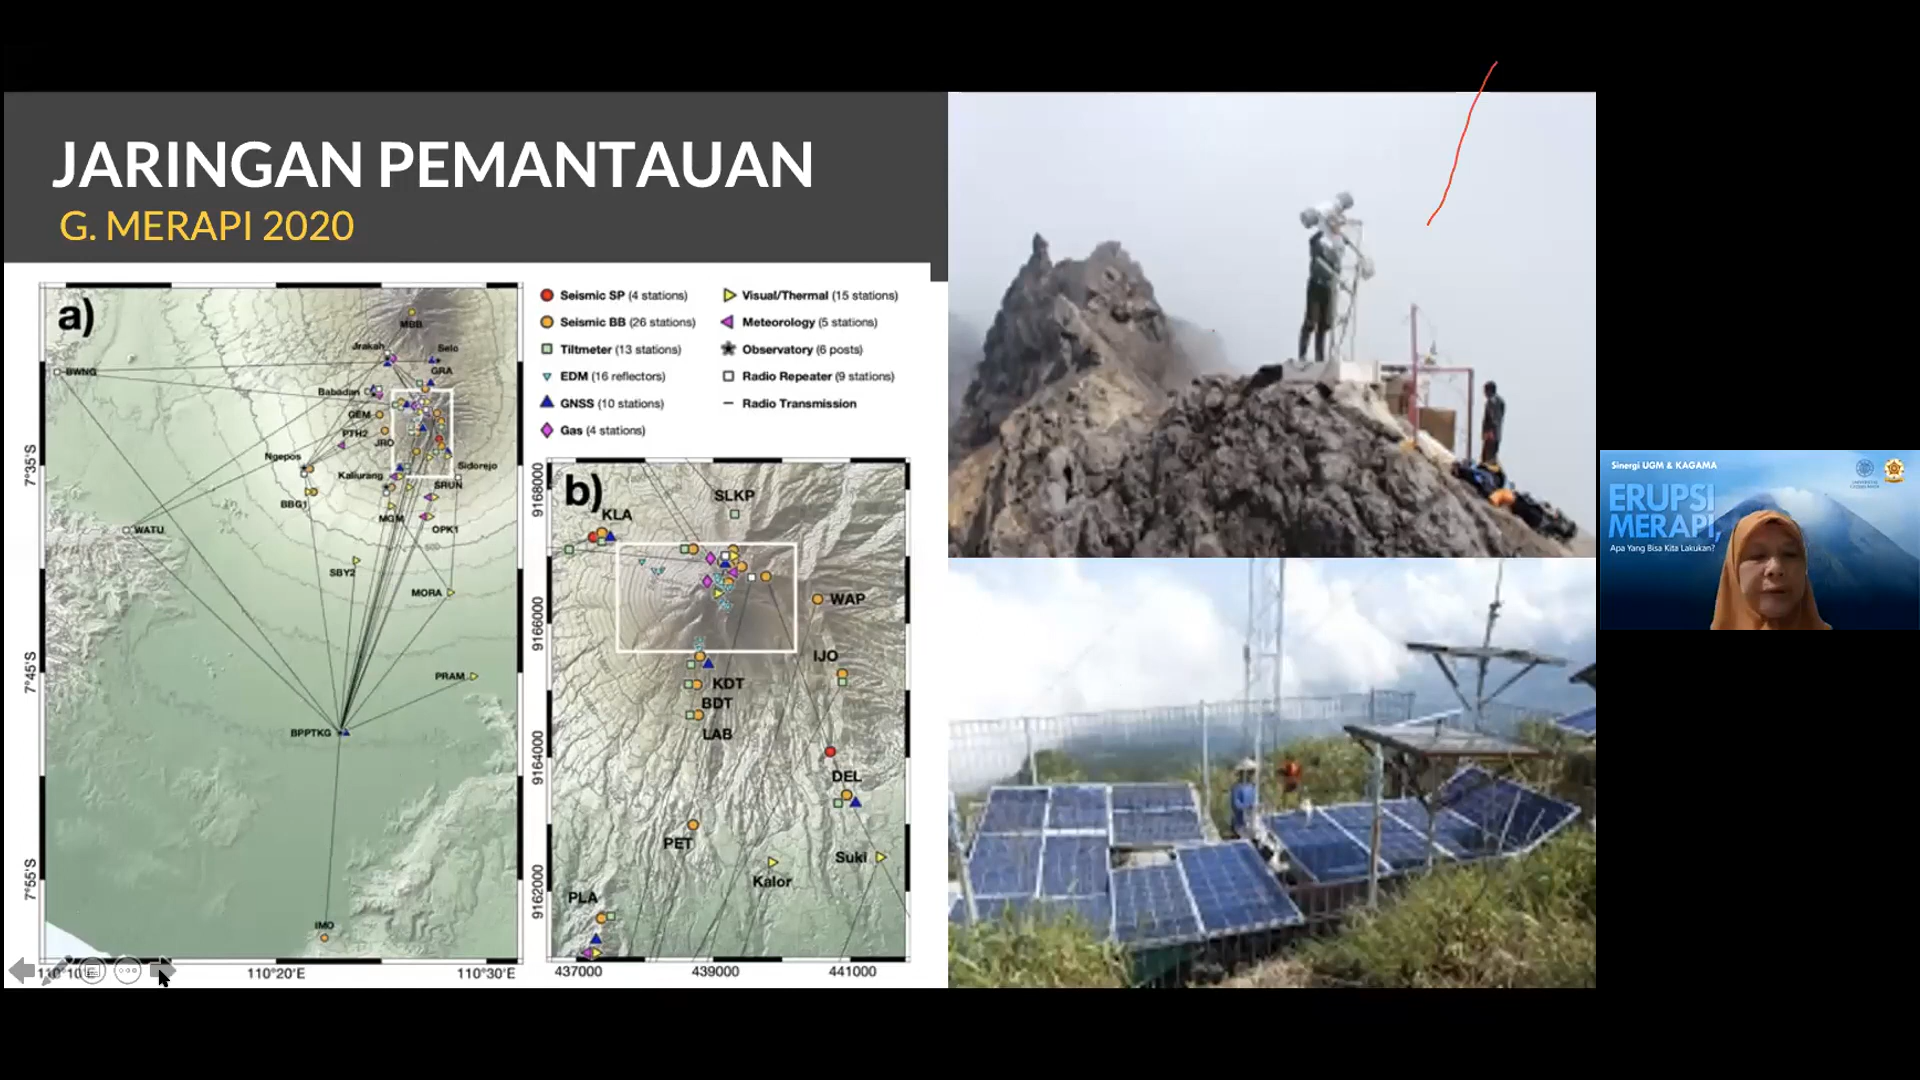 JARINGAN PEMANTAUAN
G. MERAPI 2020
a)
MBB
Jrakah
Selo
GRA
BWNG
Babadan
GEM
PTH2
JRO
Ngepos
Sidorejo
Kaliurang
SRUN
BBG1
MGM
OPK1
WATU
500
SBY2
MORA
PRAM
BPPTKG
IMO
7°35'S
7°45'S
7°55'S
110°10'E
110°20'E
110°30'E
Seismic SP (4 stations)
Seismic BB (26 stations)
Tiltmeter (13 stations)
EDM (16 reflectors)
GNSS (10 stations)
Gas (4 stations)
Visual/Thermal (15 stations)
Meteorology (5 stations)
Observatory (6 posts)
Radio Repeater (9 stations)
Radio Transmission
b)
SLKP
KLA
WAP
IJO
KDT
BDT
LAB
DEL
PET
Suki
Kalor
PLA
9168000
9166000
9164000
9162000
437000
439000
441000
Sinergi UGM & KAGAMA
ERUPSI
MERAPI,
Apa Yang Bisa Kita Lakukan?